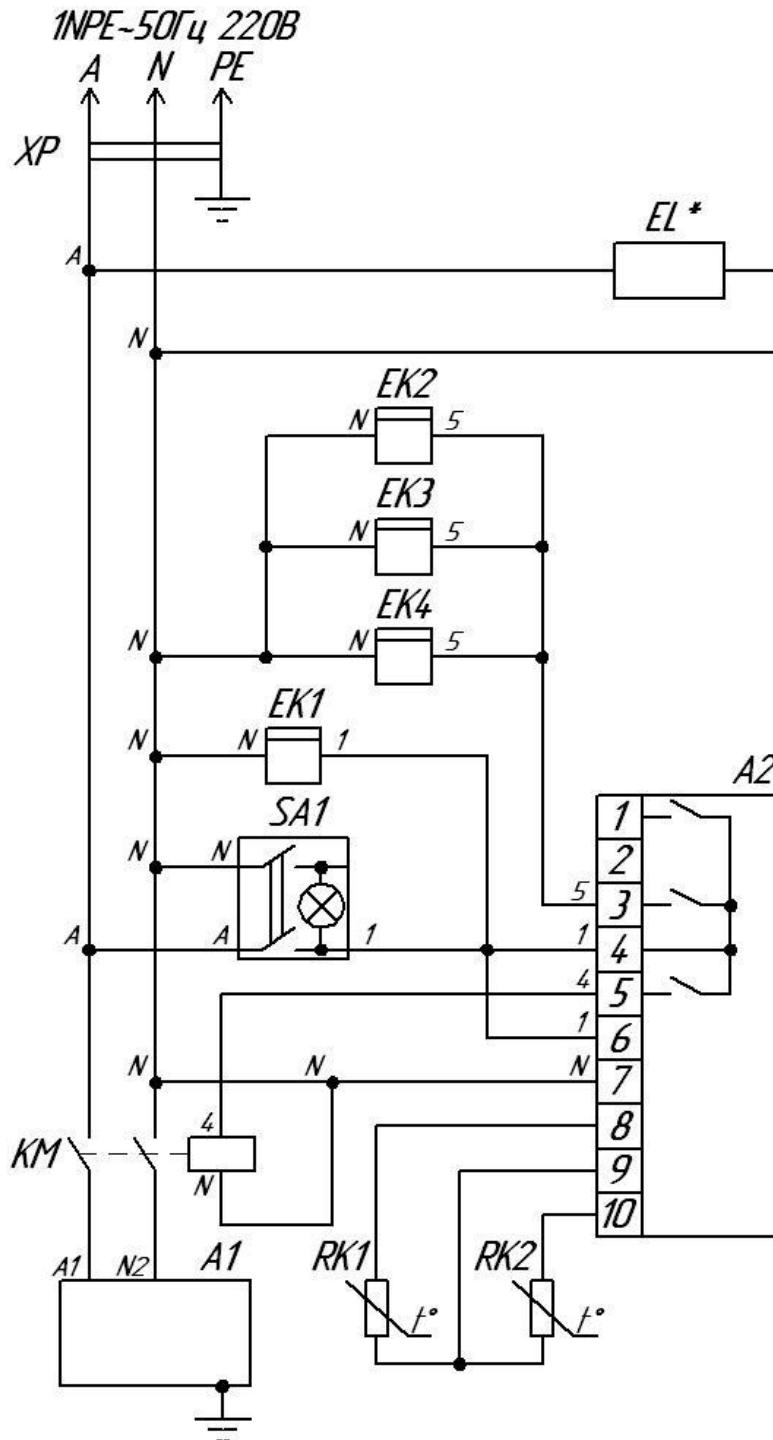 1NPE~50Гц 220В
A N PE
XP
EL *
A
N
EK2
N 5
EK3
N 5
EK4
N N 5
EK1
N N 1
A2
SA1
1
N N
2
5 3
A A 1 1 4
4 5
1 6
N N N 7
4
8
KM
N
9
10
A1 N2 A1
RK1 RK2
t° t°